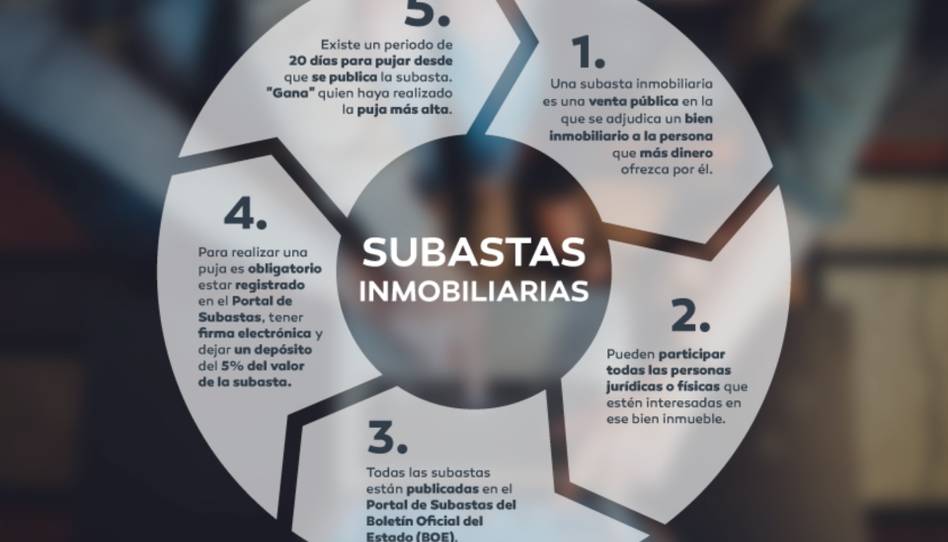 SUBASTAS
INMOBILIARIAS
1.
Una subasta inmobiliaria
es una venta pública en la
que se adjudica un bien
inmobiliario a la persona
que más dinero
ofrezca por él.
2.
Pueden participar
todas las personas
jurídicas o físicas que
estén interesadas en
ese bien inmueble.
3.
Todas las subastas
están publicadas en el
Portal de Subastas del
Boletín Oficial del
Estado (BOE).
4.
Para realizar una
puja es obligatorio
estar registrado
en el Portal de
Subastas, tener
firma electrónica y
dejar un depósito
del 5% del valor
de la subasta.
5.
Existe un periodo de
20 días para pujar desde
que se publica la subasta.
"Gana" quien haya realizado
la puja más alta.